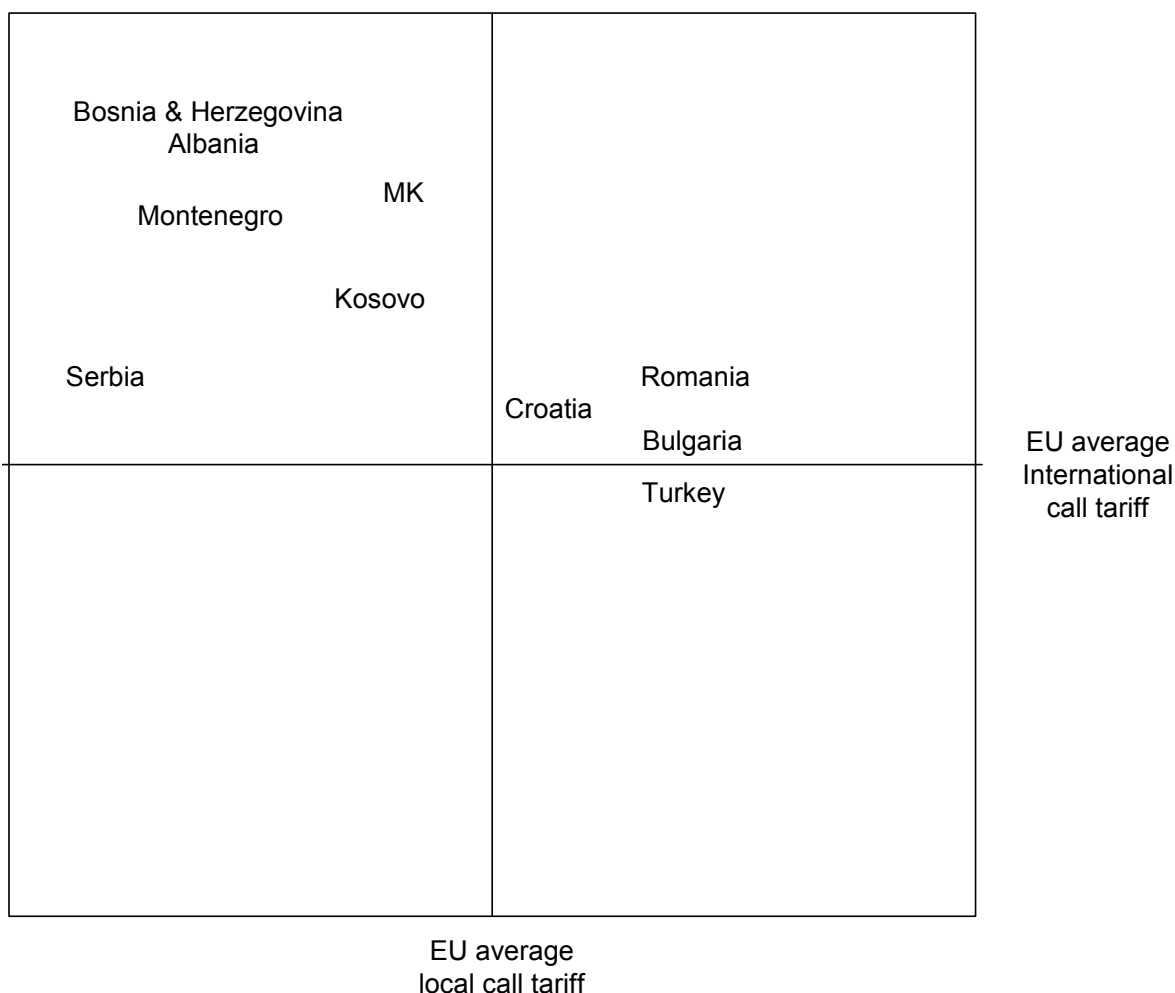 Bosnia & Herzegovina
Albania
MK
Montenegro
Kosovo
Serbia
Romania
Croatia
Bulgaria
Turkey
EU average
International
call tariff
EU average
local call tariff